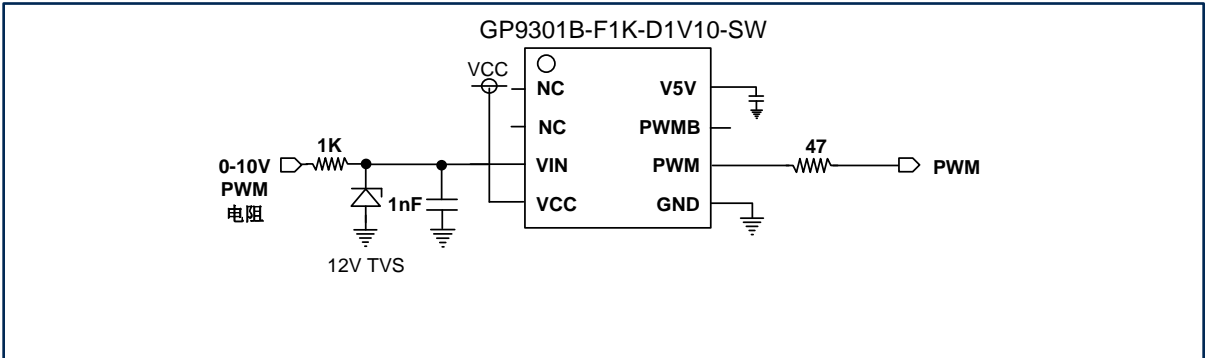 GP9301B-F1K-D1V10-SW
VCC
NC
V5V
NC
PWMB
1K
47
0-10V
VIN
PWM
PWM
PWM
电阻
1nF
VCC
GND
12V TVS